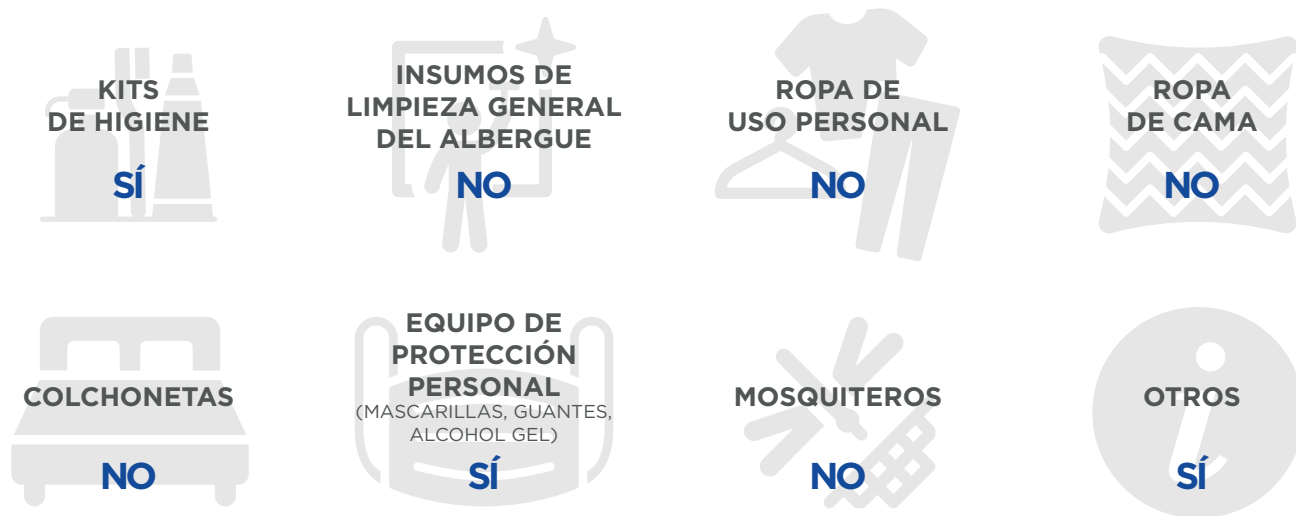 KITS
DE HIGIENE
SÍ
INSUMOS DE
LIMPIEZA GENERAL
DEL ALBERGUE
NO
ROPA DE
USO PERSONAL
NO
ROPA
DE CAMA
NO
COLCHONETAS
NO
EQUIPO DE
PROTECCIÓN
PERSONAL
(MASCARILLAS, GUANTES,
ALCOHOL GEL)
SÍ
MOSQUITEROS
NO
OTROS
SÍ